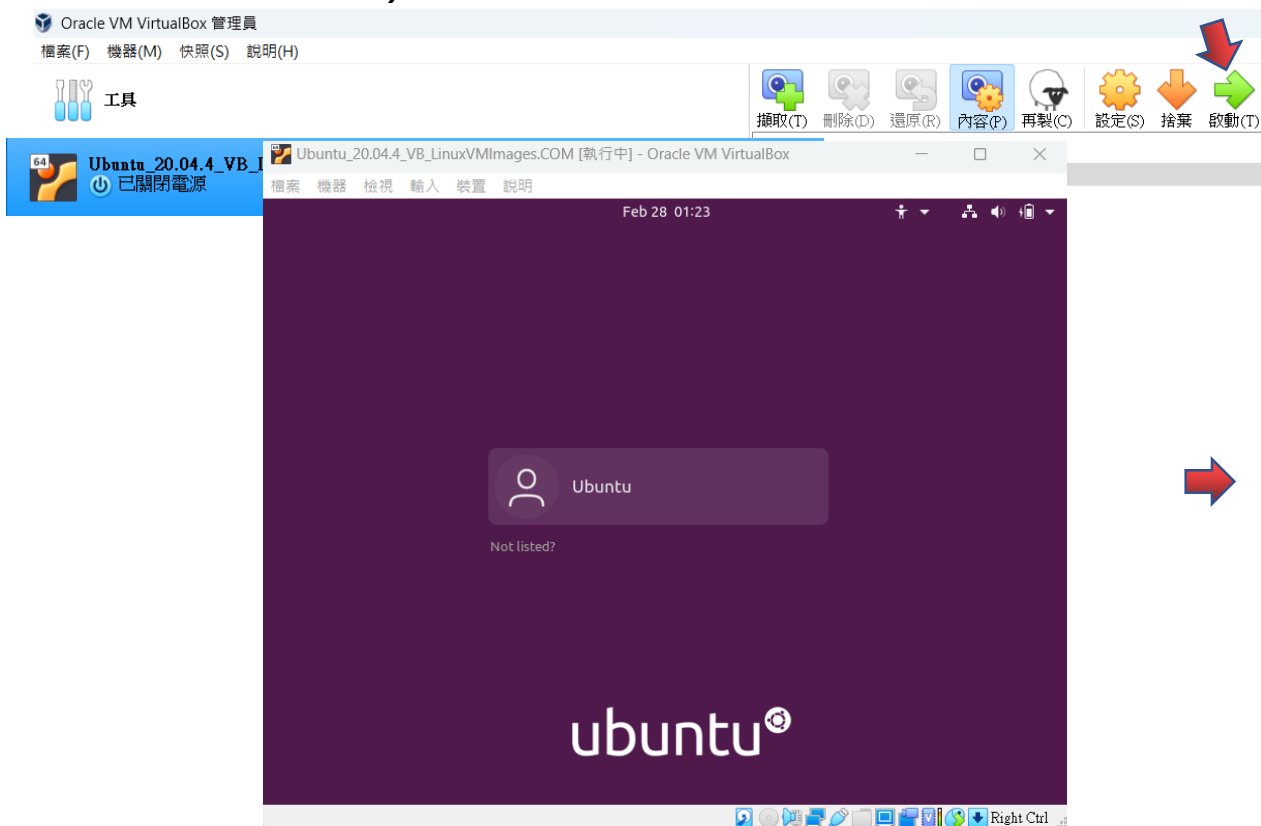 Oracle VM VirtualBox 管理員
檔案(F) 機器(M) 快照(S) 說明(H)
工具
擷取(T) 刪除(D) 還原(R) 內容(P) 再製(C) 設定(S) 捨棄 啟動(T)
64
Ubuntu_20.04.4_VB_
已關閉電源
Ubuntu_20.04.4_VB_LinuxVMImages.COM [執行中] - Oracle VM VirtualBox
檔案 機器 檢視 輸入 裝置 說明
Feb 28 01:23
Ubuntu
Not listed?
ubuntu
Right Ctrl